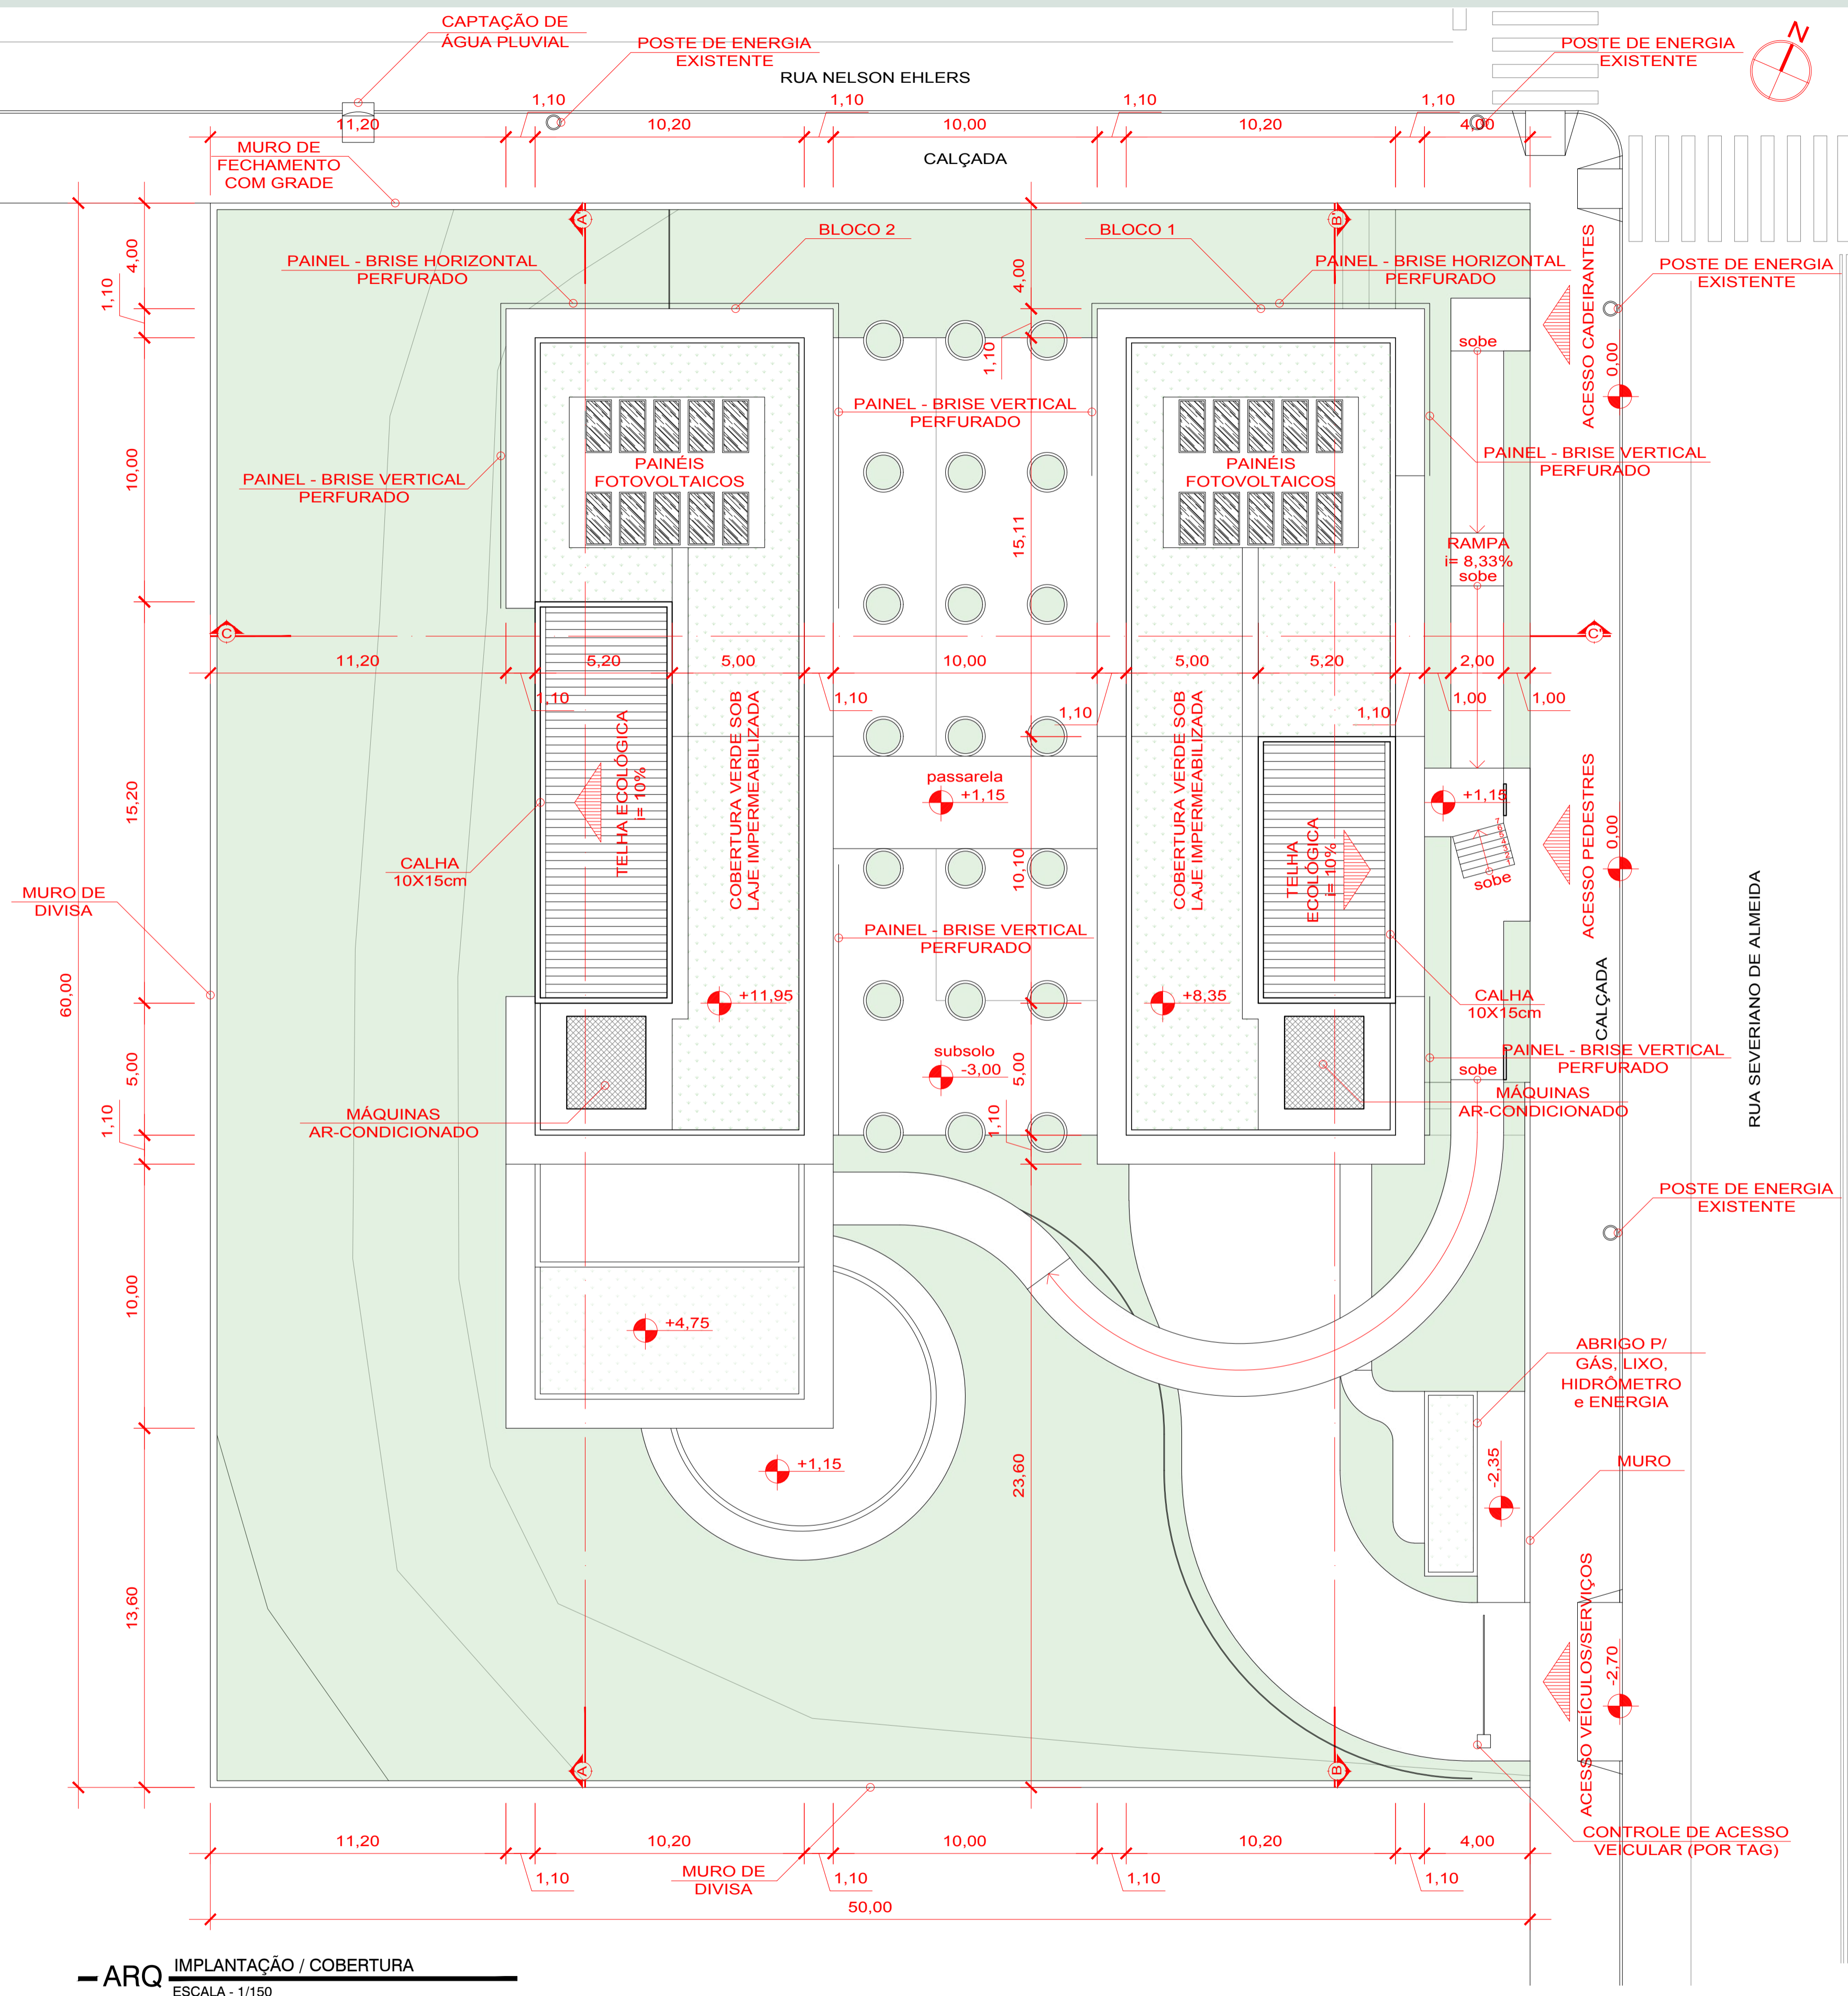 CAPTAÇÃO DE
ÁGUA PLUVIAL
POSTE DE ENERGIA
EXISTENTE
RUA NELSON EHLERS
POSTE DE ENERGIA
EXISTENTE
N
1,10
1,10
1,10
1,10
11,20
10,20
10,00
10,20
4,00
MURO DE
FECHAMENTO
COM GRADE
CALÇADA
A'
B'
BLOCO 2
BLOCO 1
PAINEL - BRISE HORIZONTAL
PERFURADO
PAINEL - BRISE HORIZONTAL
PERFURADO
ACESSO CADEIRANTES
0,00
POSTE DE ENERGIA
EXISTENTE
4,00
1,10
4,00
1,10
sobe
PAINEL - BRISE VERTICAL
PERFURADO
PAINEL - BRISE VERTICAL
PERFURADO
PAINEL - BRISE VERTICAL
PERFURADO
PAINÉIS
FOTOVOLTAICOS
PAINÉIS
FOTOVOLTAICOS
10,00
15,11
RAMPA
i= 8,33%
sobe
C
C'
11,20
5,20
5,00
10,00
5,00
5,20
2,00
1,10
1,10
1,10
1,10
1,00
1,00
TELHA ECOLÓGICA
i= 10%
COBERTURA VERDE SOB
LAJE IMPERMEABILIZADA
COBERTURA VERDE SOB
LAJE IMPERMEABILIZADA
passarela
+1,15
+1,15
ACESSO PEDESTRES
0,00
15,20
10,10
TELHA
ECOLÓGICA
i= 10%
sobe
CALHA
10X15cm
MURO DE
DIVISA
60,00
PAINEL - BRISE VERTICAL
PERFURADO
CALÇADA
RUA SEVERIANO DE ALMEIDA
+11,95
+8,35
CALHA
10X15cm
subsolo
-3,00
5,00
5,00
sobe
PAINEL - BRISE VERTICAL
PERFURADO
MÁQUINAS
AR-CONDICIONADO
MÁQUINAS
AR-CONDICIONADO
1,10
1,10
POSTE DE ENERGIA
EXISTENTE
10,00
+4,75
ABRIGO P/
GÁS, LIXO,
HIDRÔMETRO
e ENERGIA
+1,15
23,60
-2,35
MURO
13,60
ACESSO VEÍCULOS/SERVIÇOS
-2,70
A
B
11,20
10,20
10,00
10,20
4,00
1,10
1,10
1,10
1,10
MURO DE
DIVISA
CONTROLE DE ACESSO
VEICULAR (POR TAG)
50,00
ARQ
IMPLANTAÇÃO / COBERTURA
ESCALA - 1/150